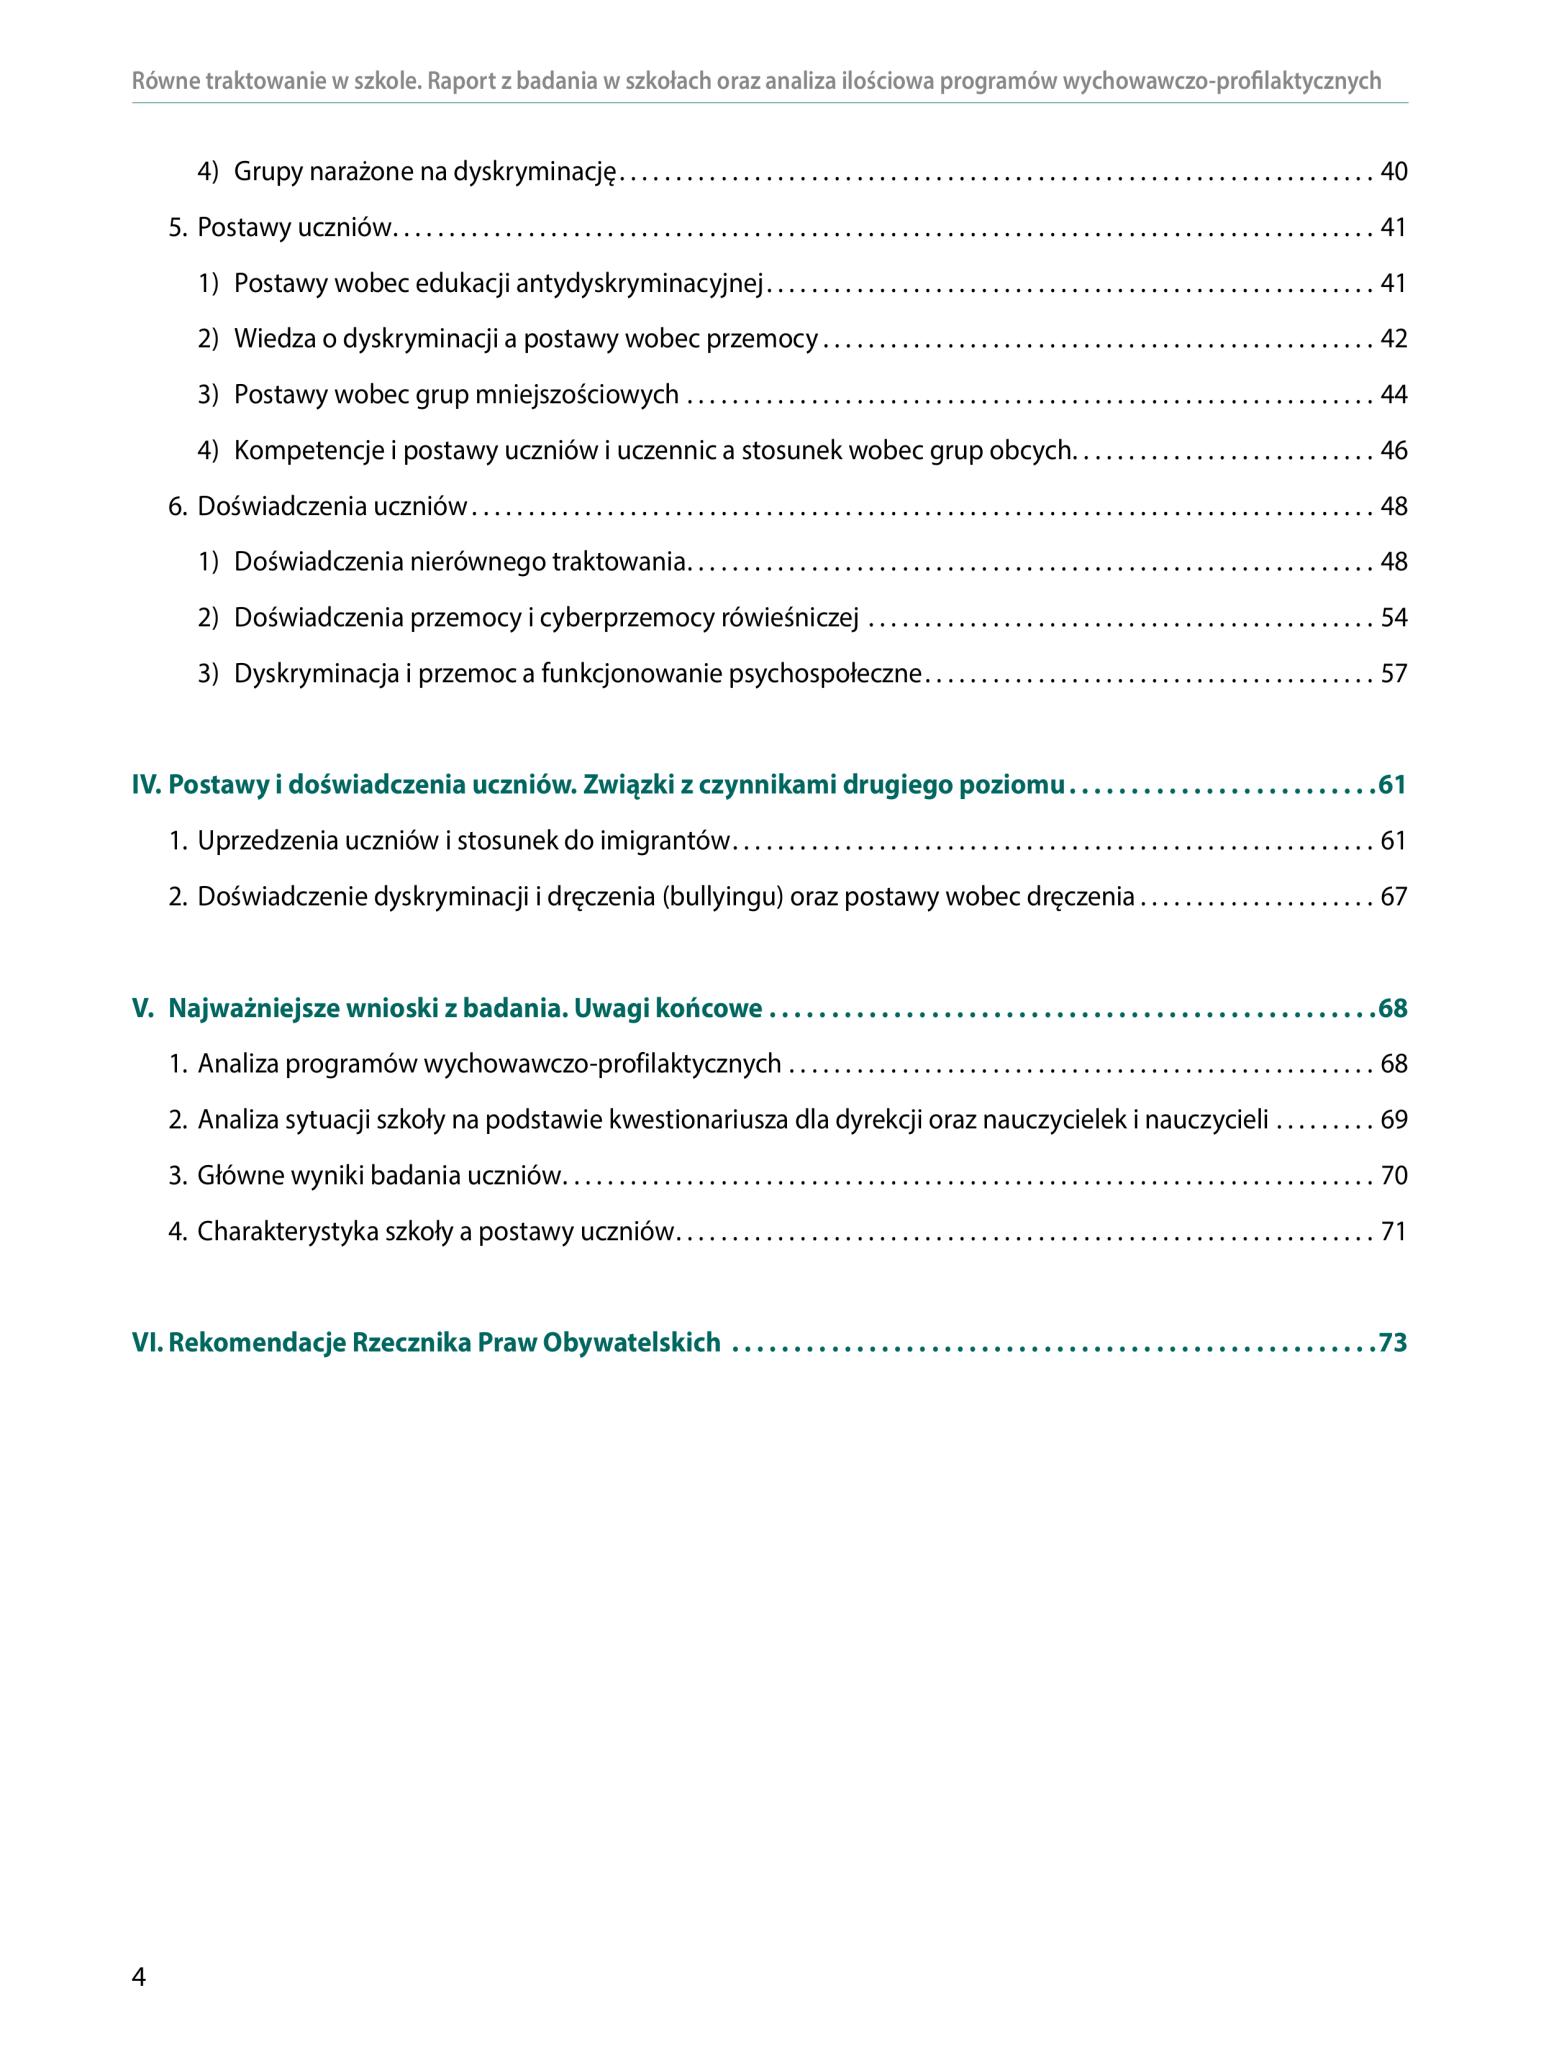 Równe traktowanie w szkole. Raport z badania w szkołach oraz analiza ilościowa programów wychowawczo-profilaktycznych
4) Grupy narażone na dyskryminację . . . . . . . . . . . . . . . . . . . . 40
5. Postawy uczniów . . . . . . . . . . . . . . . . . . . . 41
1) Postawy wobec edukacji antydyskryminacyjnej . . . . . . . . . . . . . . . . . . . . 41
2) Wiedza o dyskryminacji a postawy wobec przemocy . . . . . . . . . . . . . . . . . . . . 42
3) Postawy wobec grup mniejszościowych . . . . . . . . . . . . . . . . . . . . 44
4) Kompetencje i postawy uczniów i uczennic a stosunek wobec grup obcych . . . . . . . . . . . . . . . . . . . . 46
6. Doświadczenia uczniów . . . . . . . . . . . . . . . . . . . . 48
1) Doświadczenia nierównego traktowania . . . . . . . . . . . . . . . . . . . . 48
2) Doświadczenia przemocy i cyberprzemocy rówieśniczej . . . . . . . . . . . . . . . . . . . . 54
3) Dyskryminacja i przemoc a funkcjonowanie psychospołeczne . . . . . . . . . . . . . . . . . . . . 57
IV. Postawy i doświadczenia uczniów. Związki z czynnikami drugiego poziomu . . . . . . . . . . . . . . . . . . . . 61
1. Uprzedzenia uczniów i stosunek do imigrantów . . . . . . . . . . . . . . . . . . . . 61
2. Doświadczenie dyskryminacji i dręczenia (bullyingu) oraz postawy wobec dręczenia . . . . . . . . . . . . . . . . . . . . 67
V. Najważniejsze wnioski z badania. Uwagi końcowe . . . . . . . . . . . . . . . . . . . . 68
1. Analiza programów wychowawczo-profilaktycznych . . . . . . . . . . . . . . . . . . . . 68
2. Analiza sytuacji szkoły na podstawie kwestionariusza dla dyrekcji oraz nauczycielek i nauczycieli . . . . . . . . . 69
3. Główne wyniki badania uczniów . . . . . . . . . . . . . . . . . . . . 70
4. Charakterystyka szkoły a postawy uczniów . . . . . . . . . . . . . . . . . . . . 71
VI. Rekomendacje Rzecznika Praw Obywatelskich . . . . . . . . . . . . . . . . . . . . 73
4